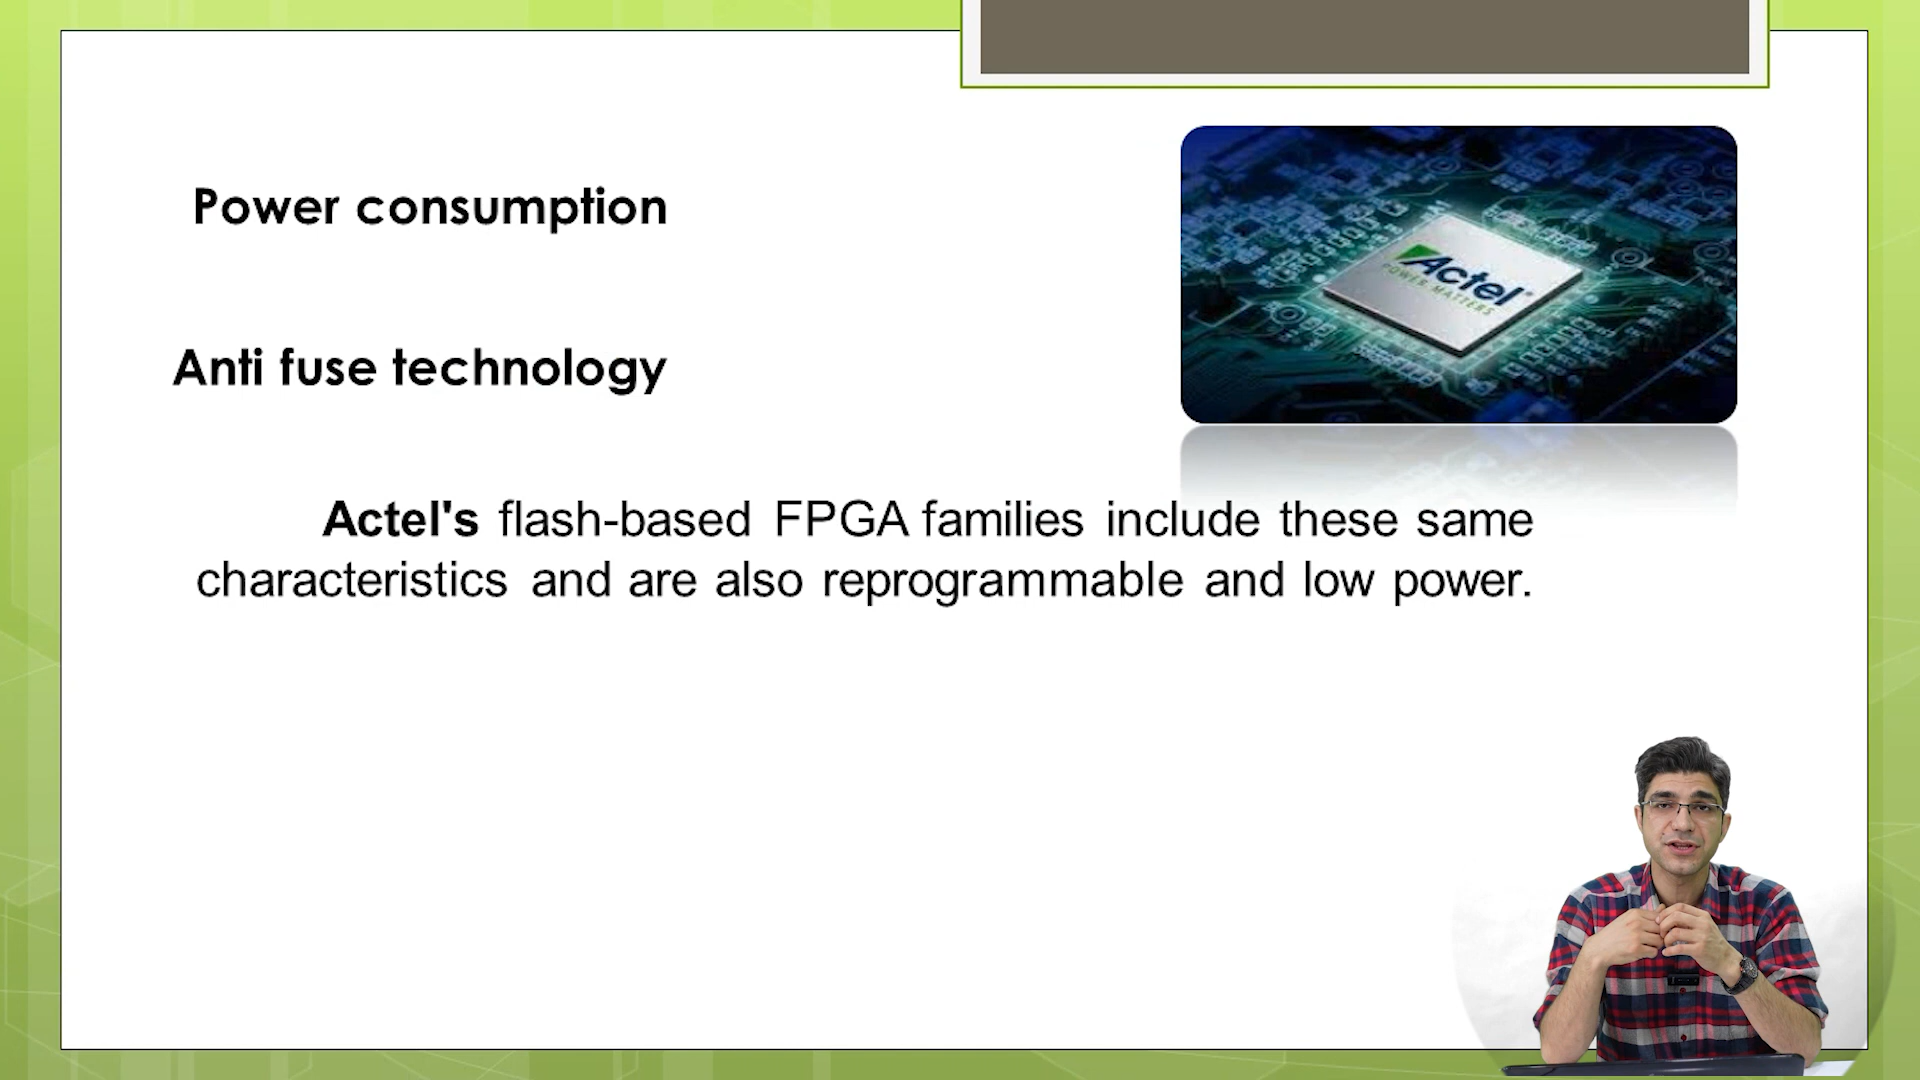 Power consumption
Actel
POWER MATTERS
Anti fuse technology
Actel's flash-based FPGA families include these same
characteristics and are also reprogrammable and low power.